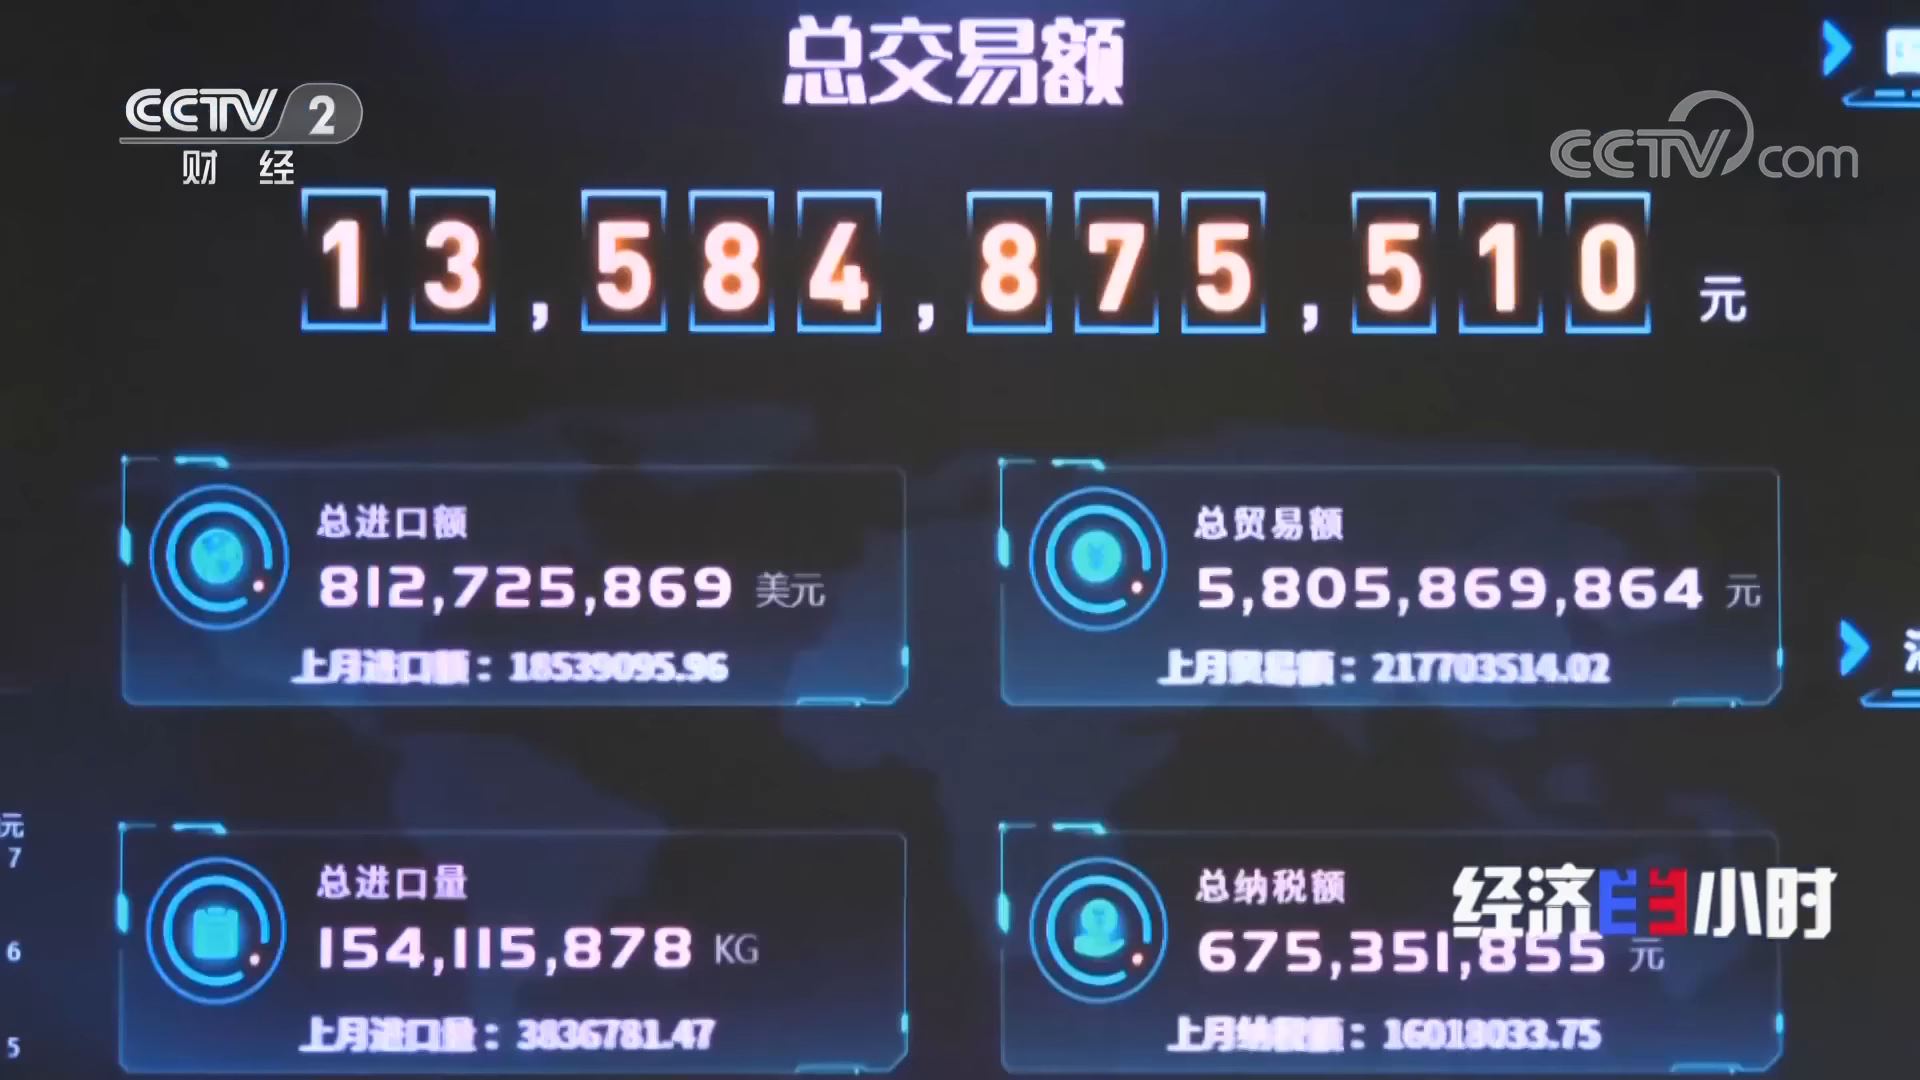 总交易额
CCTV 2
财 经
CCTV com
13,584,875,510 元
总进口额
812,725,869 美元
上月进口额：18539095.96
总贸易额
5,805,869,864 元
上月贸易额：217703514.02
元
7
6
5
总进口量
154,115,878 KG
上月进口量：3836781.47
总纳税额
675,351,855 元
上月纳税额：16018033.75
经济半小时